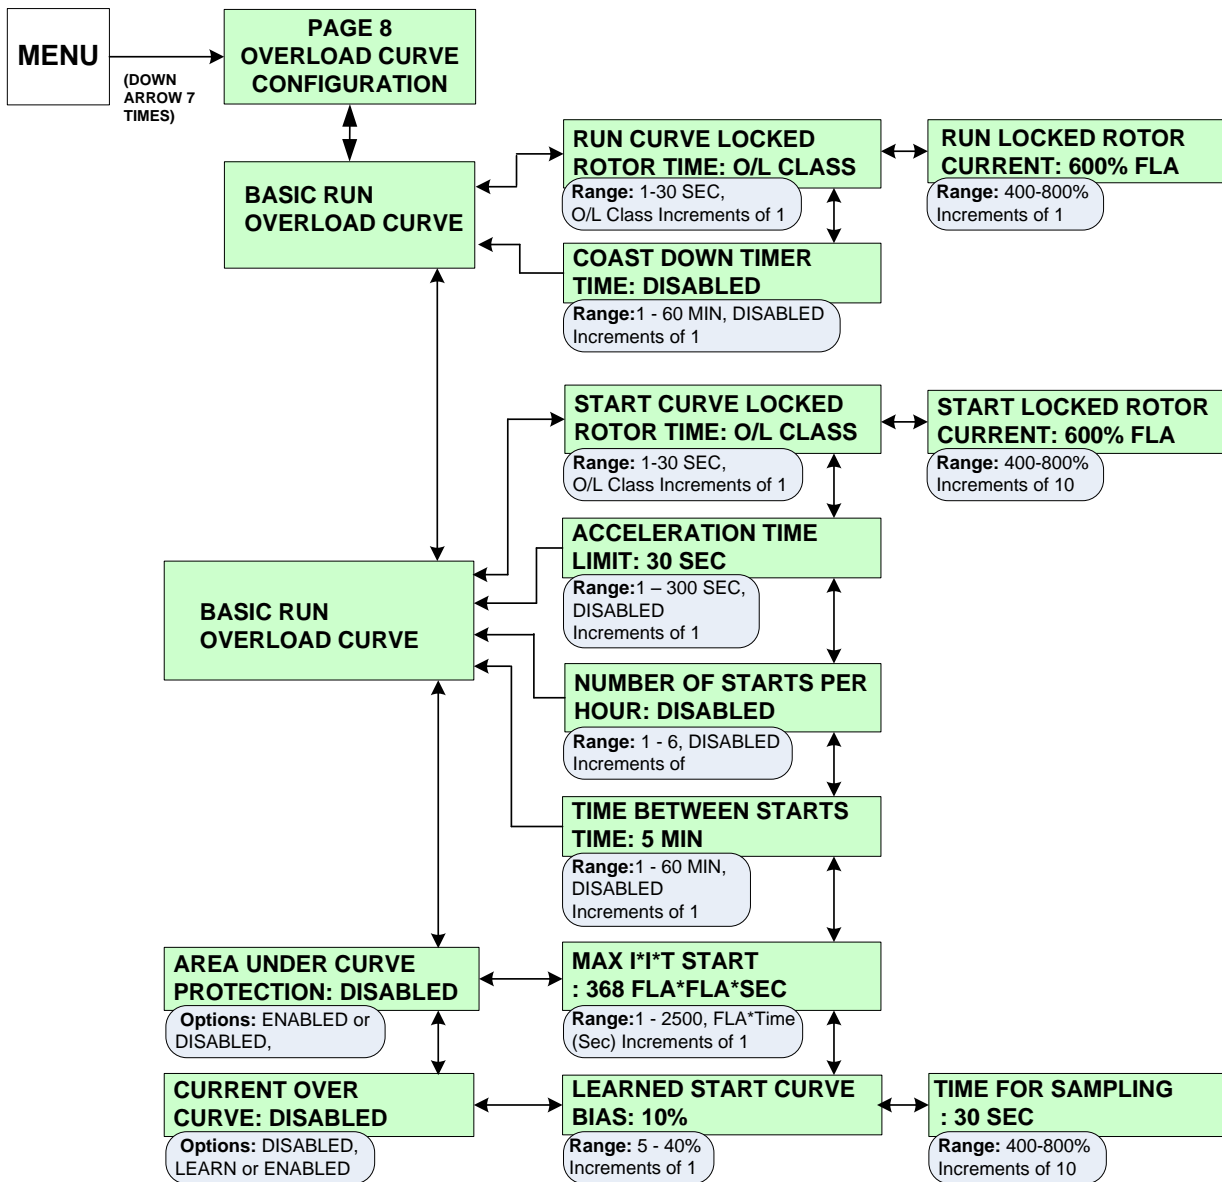 MENU
(DOWN
ARROW 7
TIMES)
PAGE 8
OVERLOAD CURVE
CONFIGURATION
BASIC RUN
OVERLOAD CURVE
RUN CURVE LOCKED
ROTOR TIME: O/L CLASS
Range: 1-30 SEC,
O/L Class Increments of 1
RUN LOCKED ROTOR
CURRENT: 600% FLA
Range: 400-800%
Increments of 1
COAST DOWN TIMER
TIME: DISABLED
Range:1 - 60 MIN, DISABLED
Increments of 1
START CURVE LOCKED
ROTOR TIME: O/L CLASS
Range: 1-30 SEC,
O/L Class Increments of 1
START LOCKED ROTOR
CURRENT: 600% FLA
Range: 400-800%
Increments of 10
ACCELERATION TIME
LIMIT: 30 SEC
Range:1 – 300 SEC,
DISABLED
Increments of 1
BASIC RUN
OVERLOAD CURVE
NUMBER OF STARTS PER
HOUR: DISABLED
Range: 1 - 6, DISABLED
Increments of
TIME BETWEEN STARTS
TIME: 5 MIN
Range:1 - 60 MIN,
DISABLED
Increments of 1
AREA UNDER CURVE
PROTECTION: DISABLED
Options: ENABLED or
DISABLED,
MAX I*I*T START
: 368 FLA*FLA*SEC
Range:1 - 2500, FLA*Time
(Sec) Increments of 1
CURRENT OVER
CURVE: DISABLED
Options: DISABLED,
LEARN or ENABLED
LEARNED START CURVE
BIAS: 10%
Range: 5 - 40%
Increments of 1
TIME FOR SAMPLING
: 30 SEC
Range: 400-800%
Increments of 10